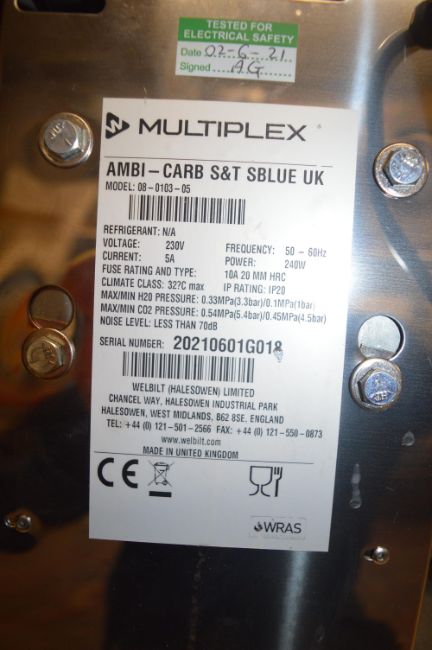 TESTED FOR
ELECTRICAL SAFETY
Date 02-6-21
Signed AG
MULTIPLEX
AMBI-CARB S&T SBLUE UK
MODEL: 08-0103-05
REFRIGERANT: N/A
VOLTAGE: 230V FREQUENCY: 50 - 60Hz
CURRENT: 5A POWER: 240W
FUSE RATING AND TYPE: 10A 20 MM HRC
CLIMATE CLASS: 32?C max IP RATING: IP20
MAX/MIN H20 PRESSURE: 0.33MPa(3.3bar)/0.1MPa(1bar)
MAX/MIN CO2 PRESSURE: 0.54MPa(5.4bar)/0.45MPa(4.5bar)
NOISE LEVEL: LESS THAN 70dB
SERIAL NUMBER: 20210601G018
WELBILT (HALESOWEN) LIMITED
CHANCEL WAY, HALESOWEN INDUSTRIAL PARK
HALESOWEN, WEST MIDLANDS, B62 8SE, ENGLAND
TEL: +44 (0) 121-501-2566 FAX: +44 (0) 121-550-0873
www.welbilt.com
MADE IN UNITED KINGDOM
CE
WRAS